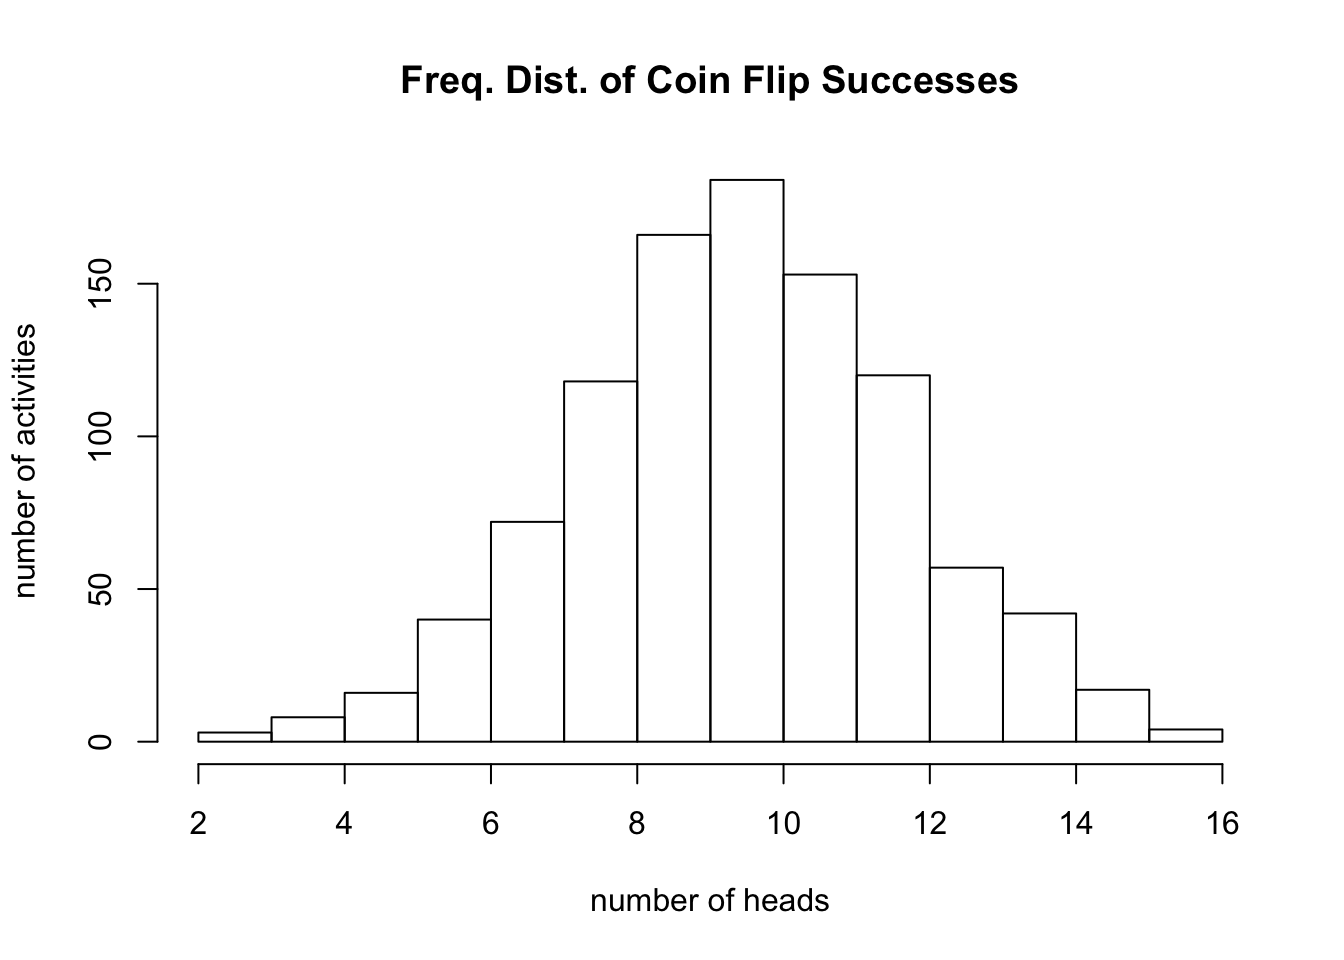 Freq. Dist. of Coin Flip Successes
number of activities
150
100
50
0
2 4 6 8 10 12 14 16
number of heads